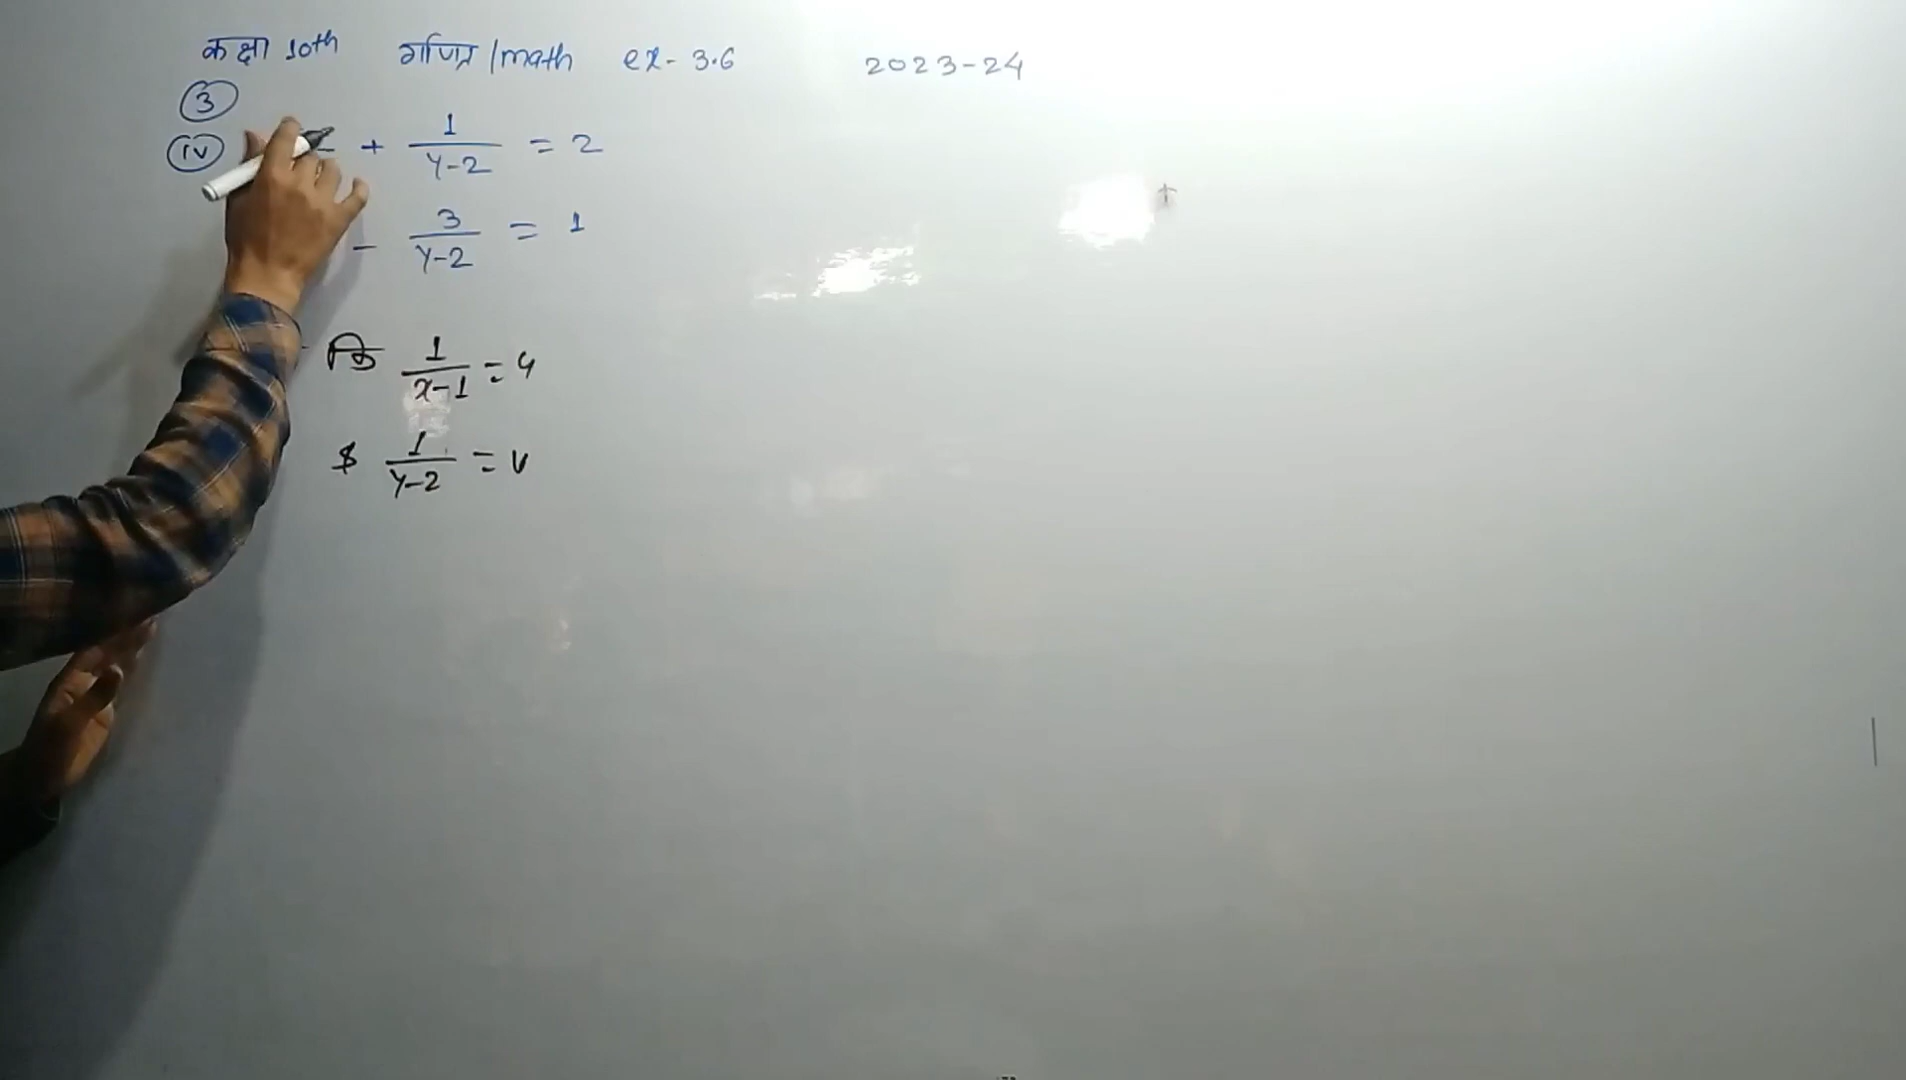 कक्षा 10th गणित /math ex- 3.6 2023-24
3
iv + 1/y-2 = 2
- 3/y-2 = 1
कि 1/x-1 = u
$ 1/y-2 = v